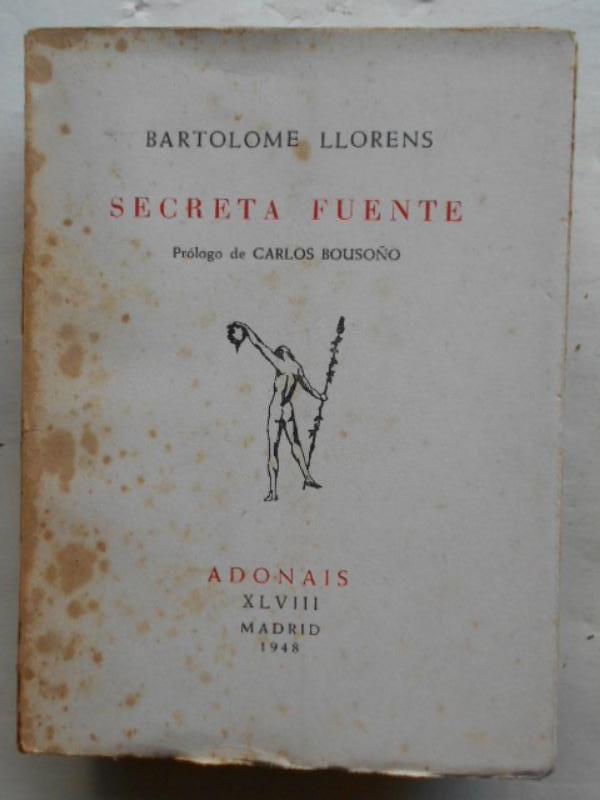 BARTOLOME LLORENS
SECRETA FUENTE
Prólogo de CARLOS BOUSOÑO
ADONAIS
XLVIII
MADRID
1948